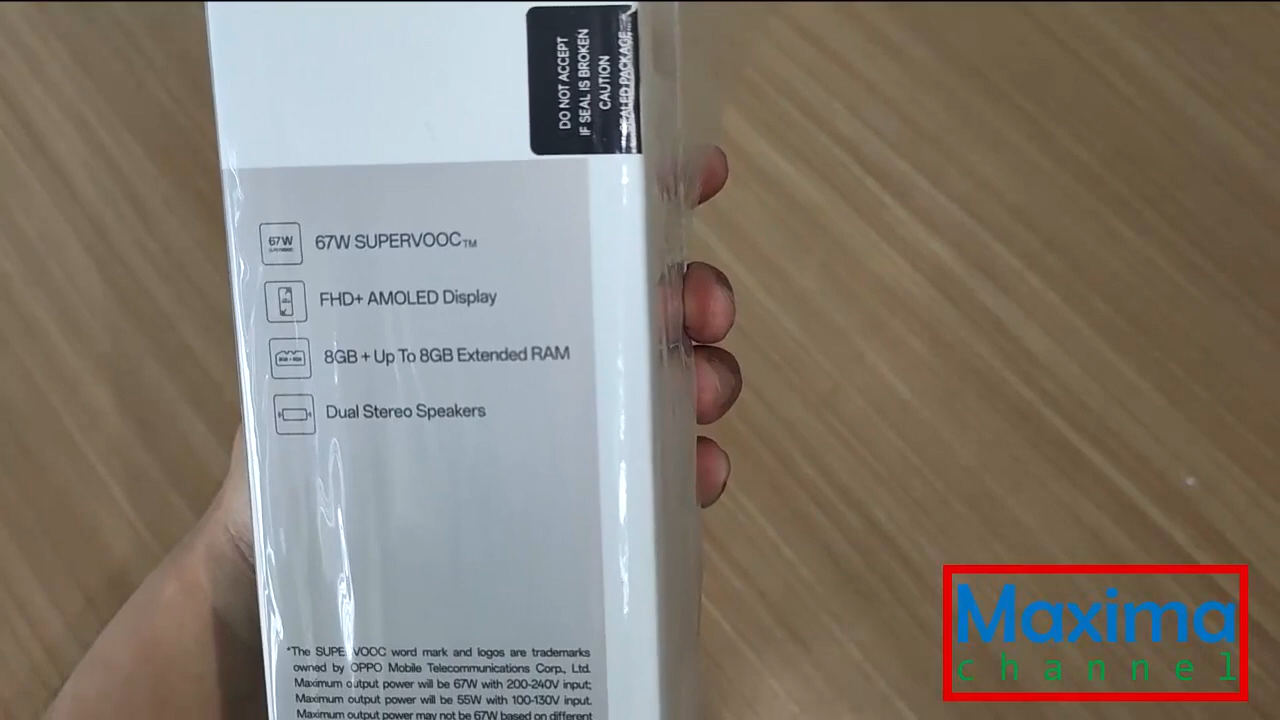 DO NOT ACCEPT
IF SEAL IS BROKEN
CAUTION
SEALED PACKAGE
67W
67W SUPERVOOC™
FHD+ AMOLED Display
8GB + Up To 8GB Extended RAM
Dual Stereo Speakers
*The SUPERVOOC word mark and logos are trademarks
owned by OPPO Mobile Telecommunications Corp., Ltd.
Maximum output power will be 67W with 200-240V input;
Maximum output power will be 55W with 100-130V input.
Maximum output power may not be 67W based on different
Maxima
channel